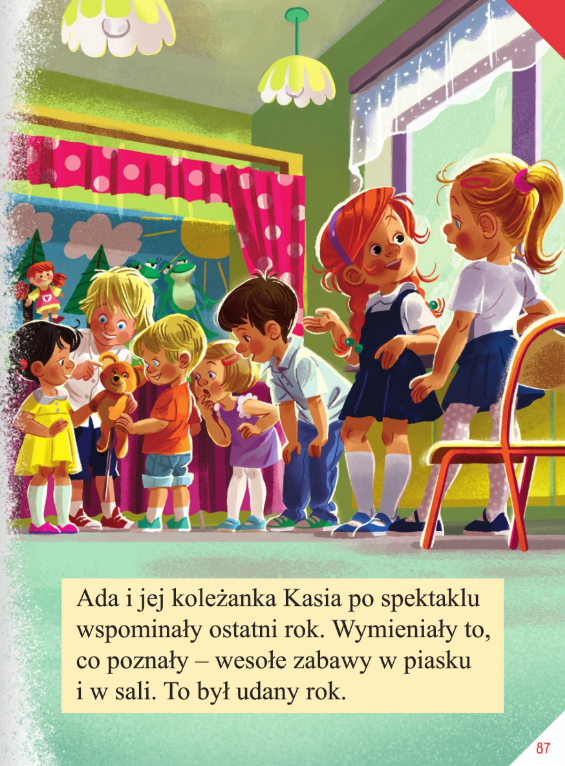 Ada i jej koleżanka Kasia po spektaklu
wspominały ostatni rok. Wymieniały to,
co poznały – wesołe zabawy w piasku
i w sali. To był udany rok.
87